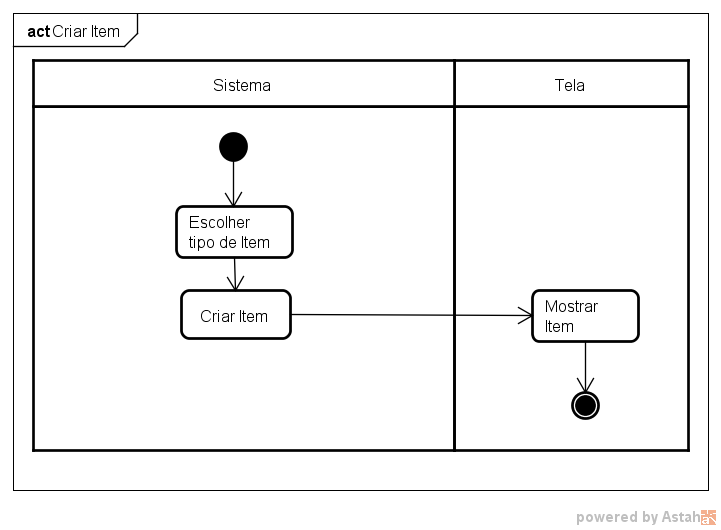 act Criar Item
Sistema
Tela
Escolher
tipo de Item
Criar Item
Mostrar
Item
powered by Astah